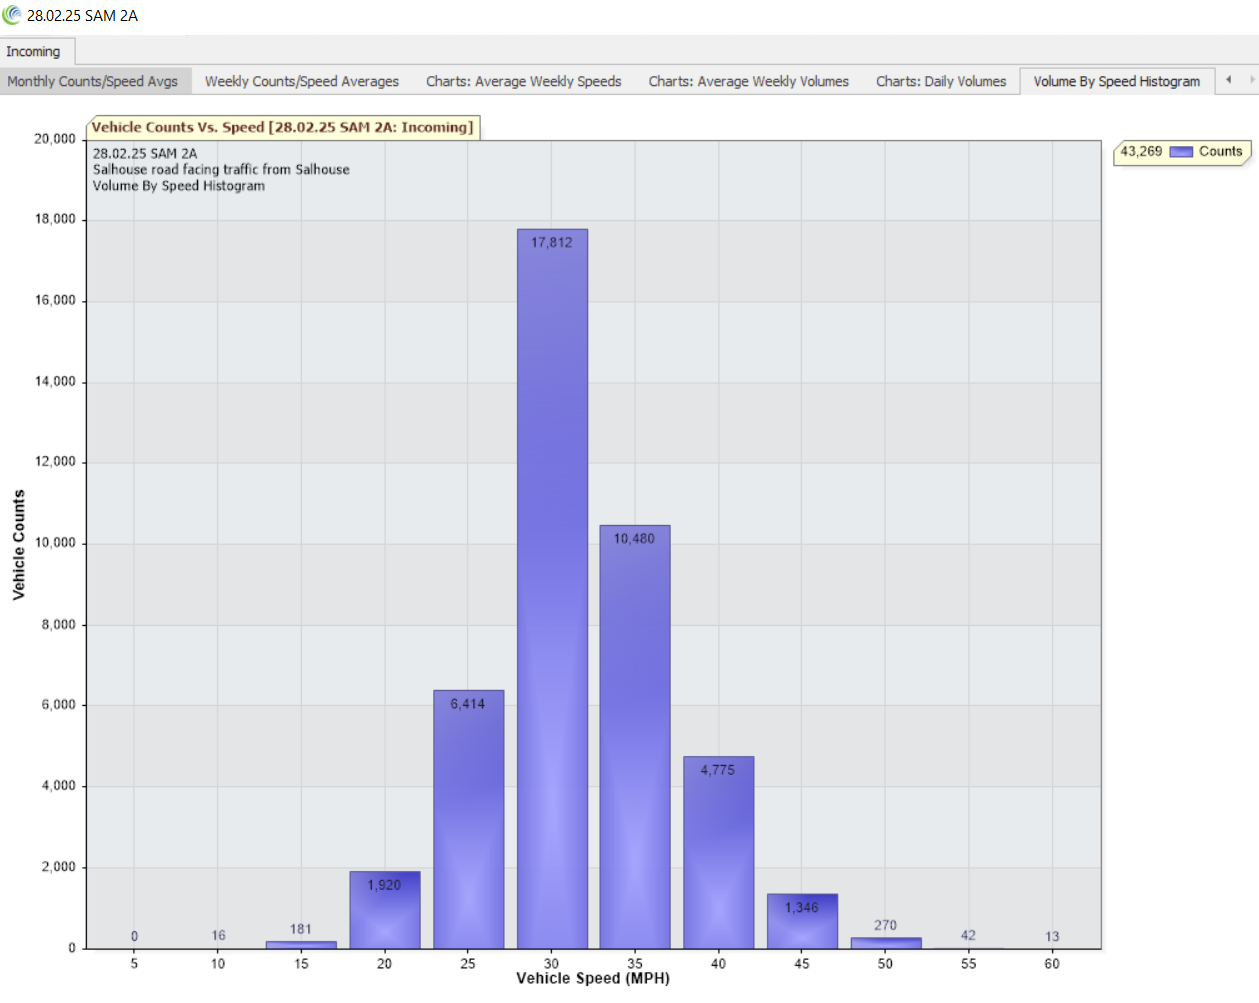 28.02.25 SAM 2A
Incoming
Monthly Counts/Speed Avgs Weekly Counts/Speed Averages Charts: Average Weekly Speeds Charts: Average Weekly Volumes Charts: Daily Volumes Volume By Speed Histogram
Vehicle Counts Vs. Speed [28.02.25 SAM 2A: Incoming]
28.02.25 SAM 2A
Salhouse road facing traffic from Salhouse
Volume By Speed Histogram
43,269 Counts
20,000
18,000
16,000
14,000
12,000
10,000
8,000
6,000
4,000
2,000
0
Vehicle Counts
0
16
181
1,920
6,414
17,812
10,480
4,775
1,346
270
42
13
5 10 15 20 25 30 35 40 45 50 55 60
Vehicle Speed (MPH)